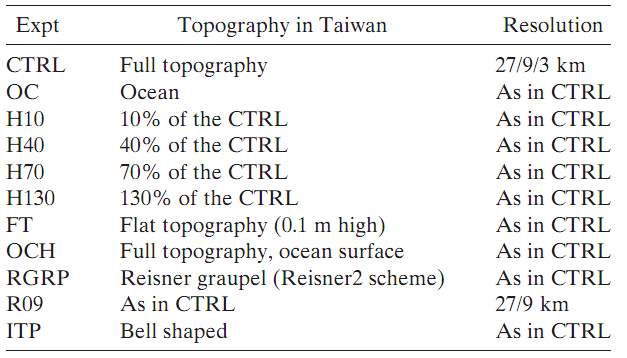 Expt Topography in Taiwan Resolution
CTRL Full topography 27/9/3 km
OC Ocean As in CTRL
H10 10% of the CTRL As in CTRL
H40 40% of the CTRL As in CTRL
H70 70% of the CTRL As in CTRL
H130 130% of the CTRL As in CTRL
FT Flat topography (0.1 m high) As in CTRL
OCH Full topography, ocean surface As in CTRL
RGRP Reisner graupel (Reisner2 scheme) As in CTRL
R09 As in CTRL 27/9 km
ITP Bell shaped As in CTRL